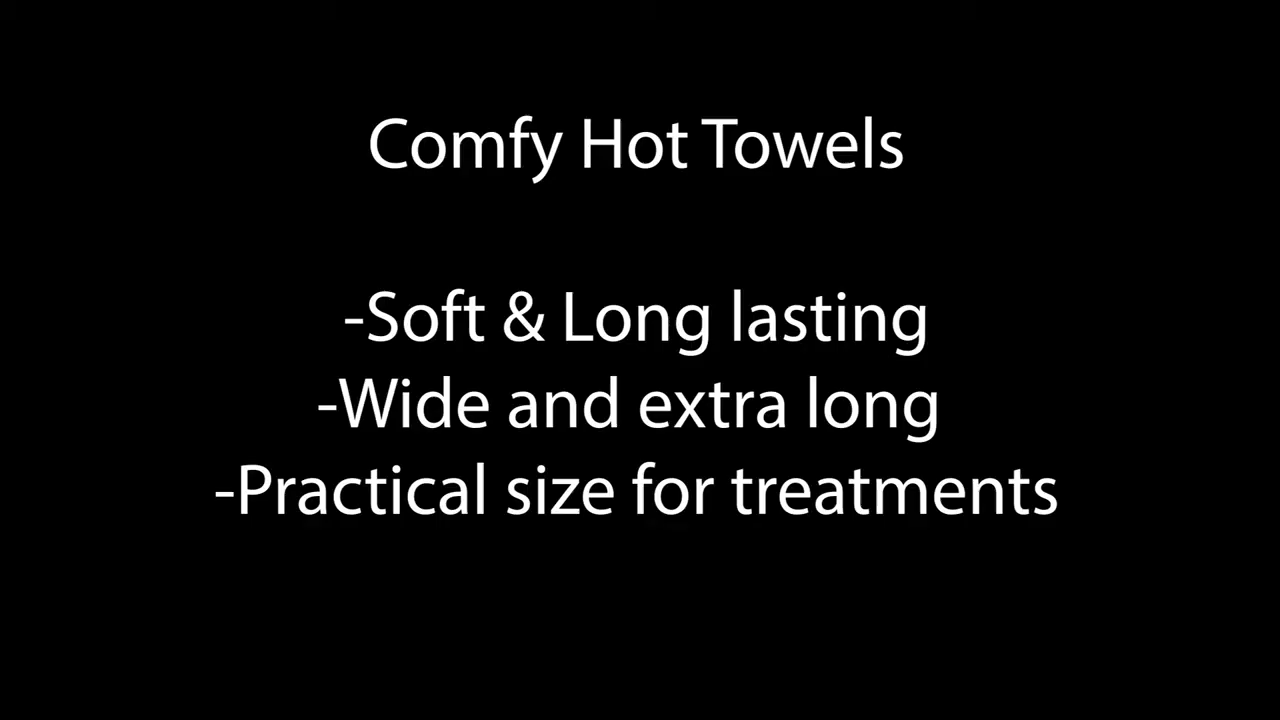 Comfy Hot Towels
-Soft & Long lasting
-Wide and extra long
-Practical size for treatments